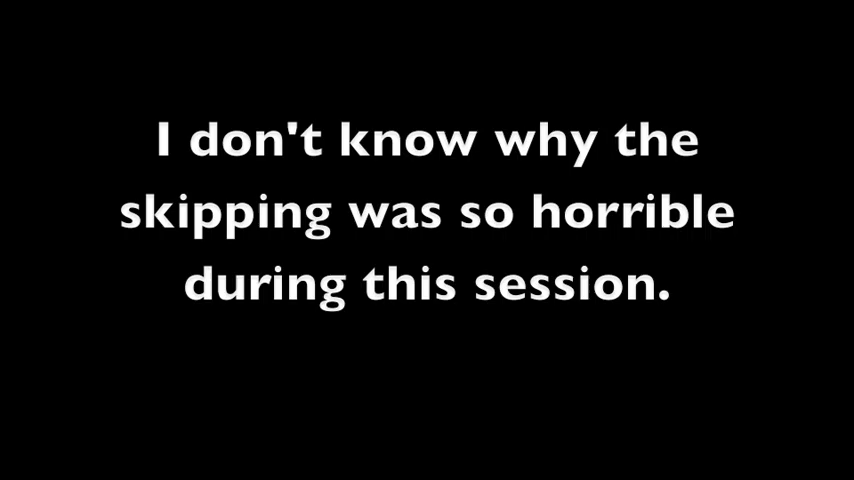 I don't know why the
skipping was so horrible
during this session.